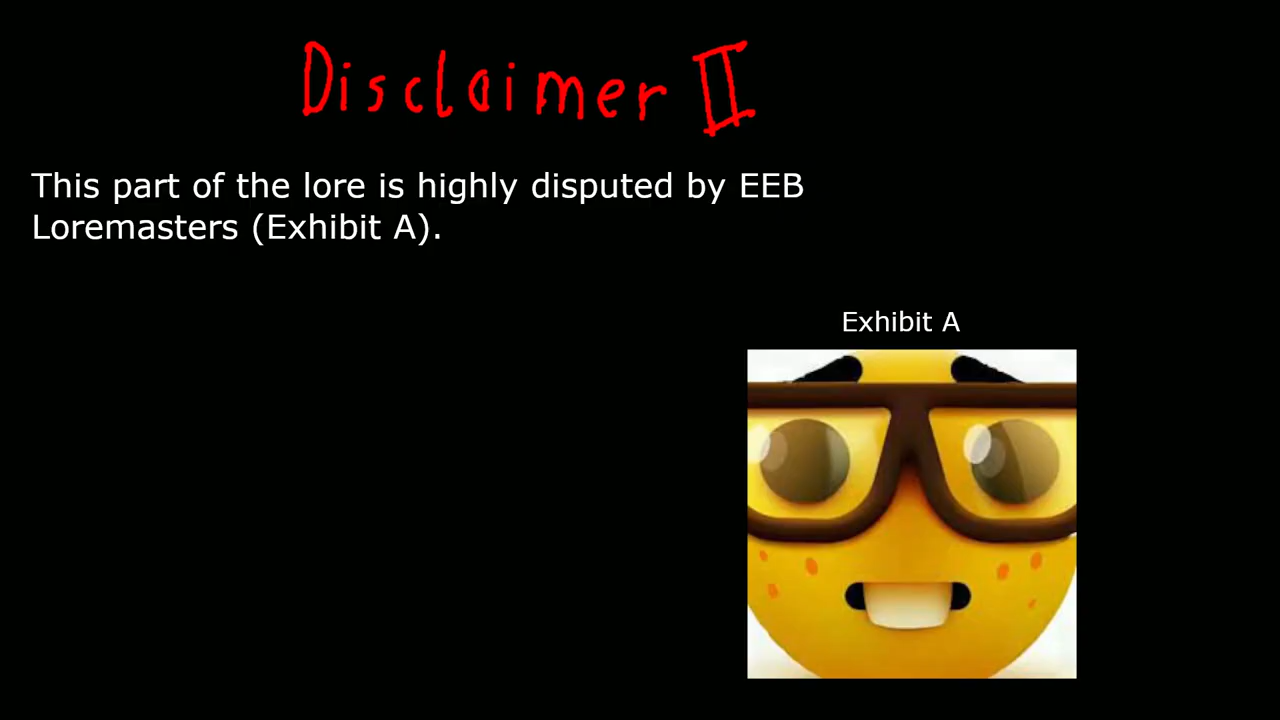 Disclaimer II
This part of the lore is highly disputed by EEB
Loremasters (Exhibit A).
Exhibit A